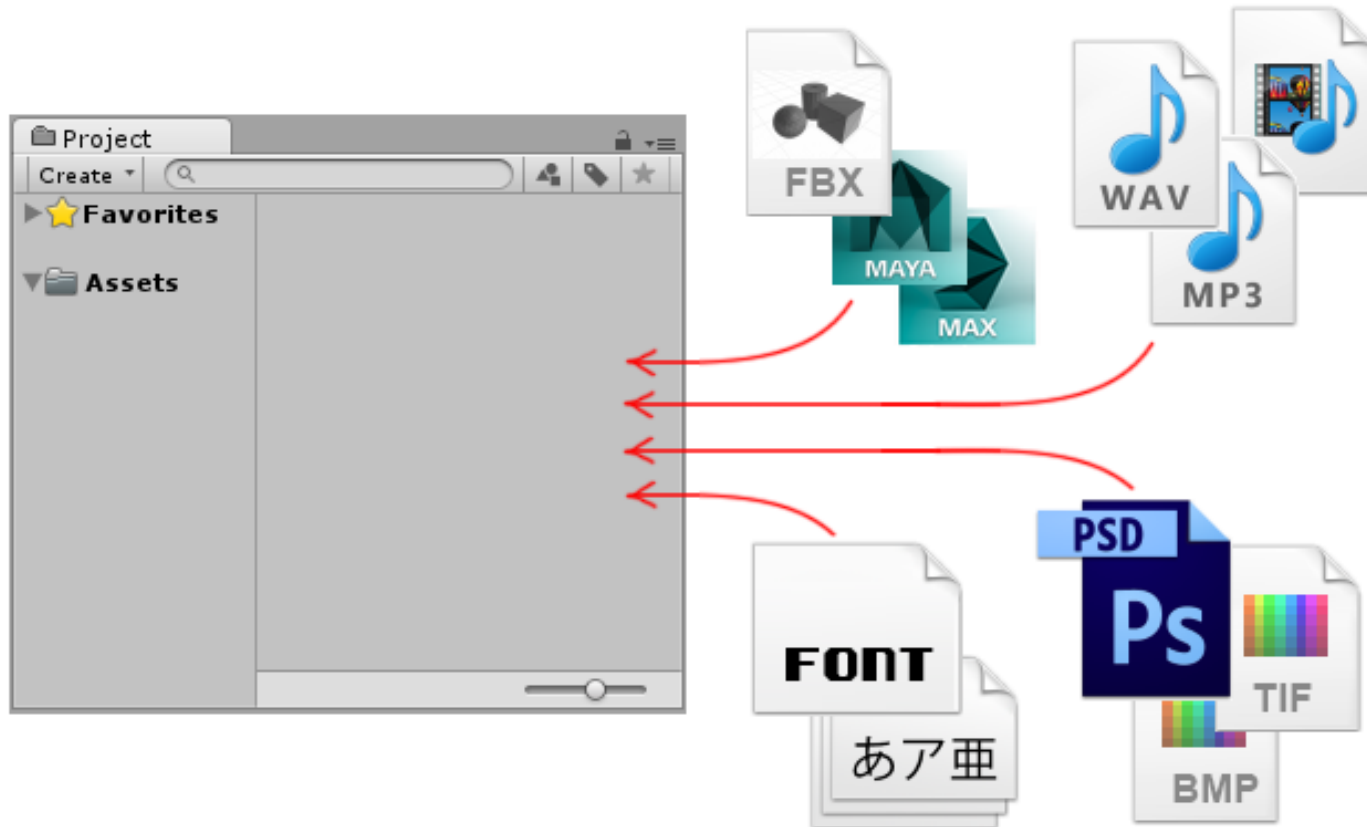 Project
Create
Favorites
Assets
FBX
MAYA
MAX
WAV
MP3
FONT
あア亜
PSD
Ps
TIF
BMP